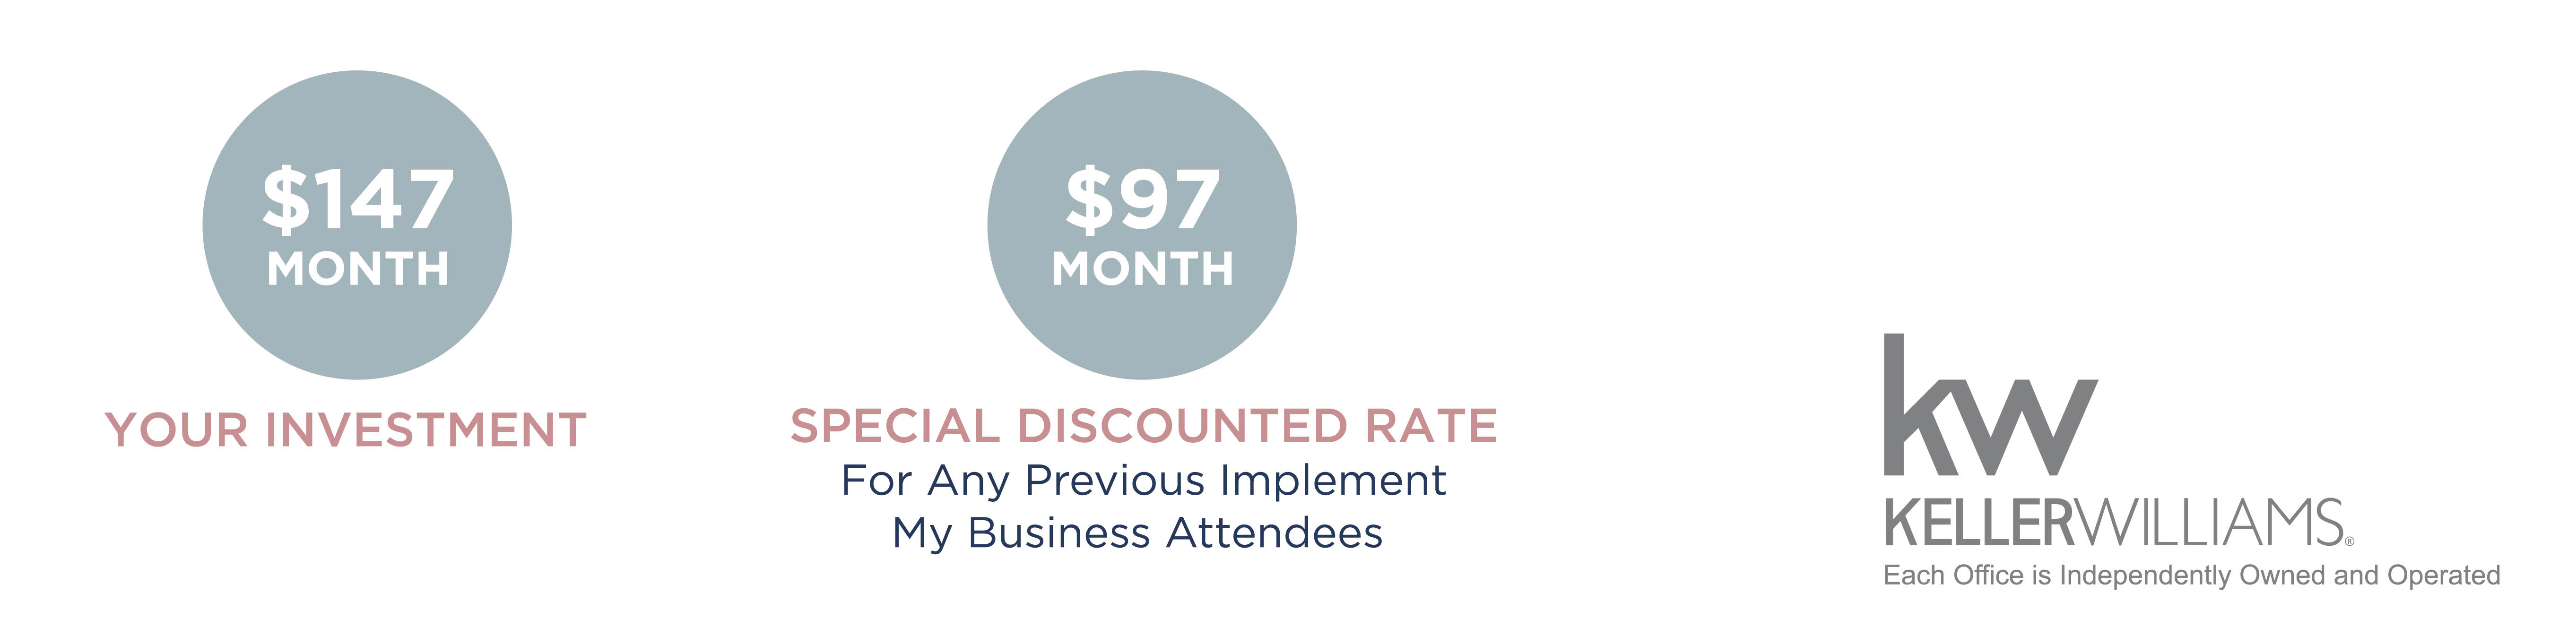 $147
MONTH
YOUR INVESTMENT
$97
MONTH
SPECIAL DISCOUNTED RATE
For Any Previous Implement
My Business Attendees
kw
KELLERWILLIAMS®
Each Office is Independently Owned and Operated